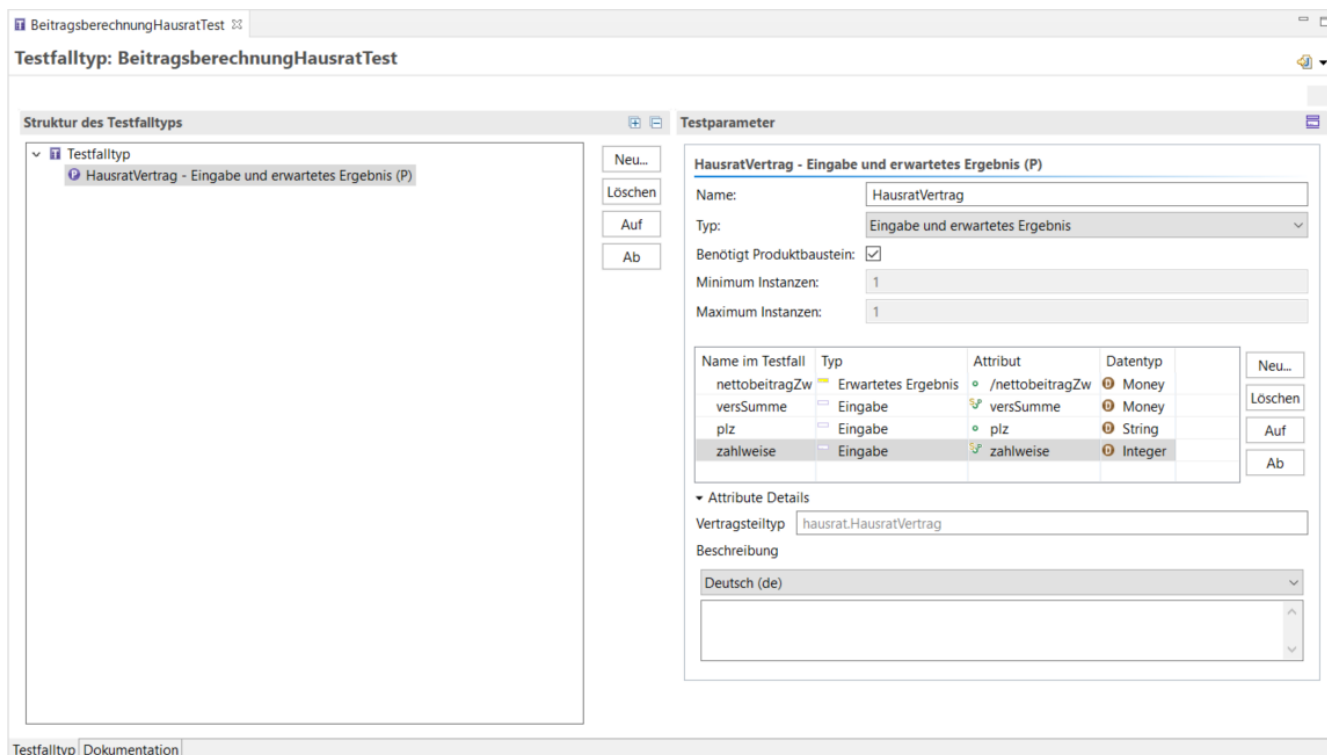 BeitragsberechnungHausratTest
Testfalltyp: BeitragsberechnungHausratTest
Struktur des Testfalltyps
Testfalltyp
HausratVertrag - Eingabe und erwartetes Ergebnis (P)
Neu...
Löschen
Auf
Ab
Testparameter
HausratVertrag - Eingabe und erwartetes Ergebnis (P)
Name: HausratVertrag
Typ: Eingabe und erwartetes Ergebnis
Benötigt Produktbaustein:
Minimum Instanzen: 1
Maximum Instanzen: 1
Name im Testfall Typ Attribut Datentyp
nettobeitragZw Erwartetes Ergebnis /nettobeitragZw Money
versSumme Eingabe versSumme Money
plz Eingabe plz String
zahlweise Eingabe zahlweise Integer
Neu...
Löschen
Auf
Ab
Attribute Details
Vertragsteiltyp hausrat.HausratVertrag
Beschreibung
Deutsch (de)
Testfalltyp Dokumentation